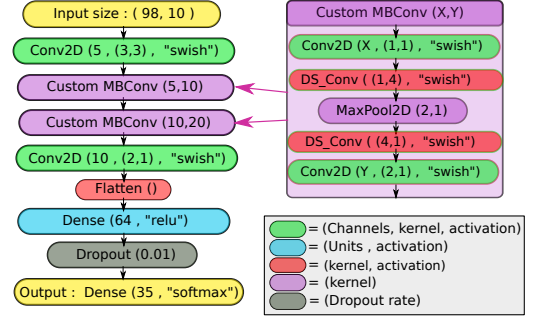 Input size : ( 98, 10 )
Conv2D (5 , (3,3) , "swish")
Custom MBConv (5,10)
Custom MBConv (10,20)
Conv2D (10 , (2,1) , "swish")
Flatten ()
Dense (64 , "relu")
Dropout (0.01)
Output : Dense (35 , "softmax")
Custom MBConv (X,Y)
Conv2D (X , (1,1) , "swish")
DS_Conv ( (1,4) , "swish")
MaxPool2D (2,1)
DS_Conv ( (4,1) , "swish")
Conv2D (Y , (2,1) , "swish")
= (Channels, kernel, activation)
= (Units , activation)
= (kernel, activation)
= (kernel)
= (Dropout rate)